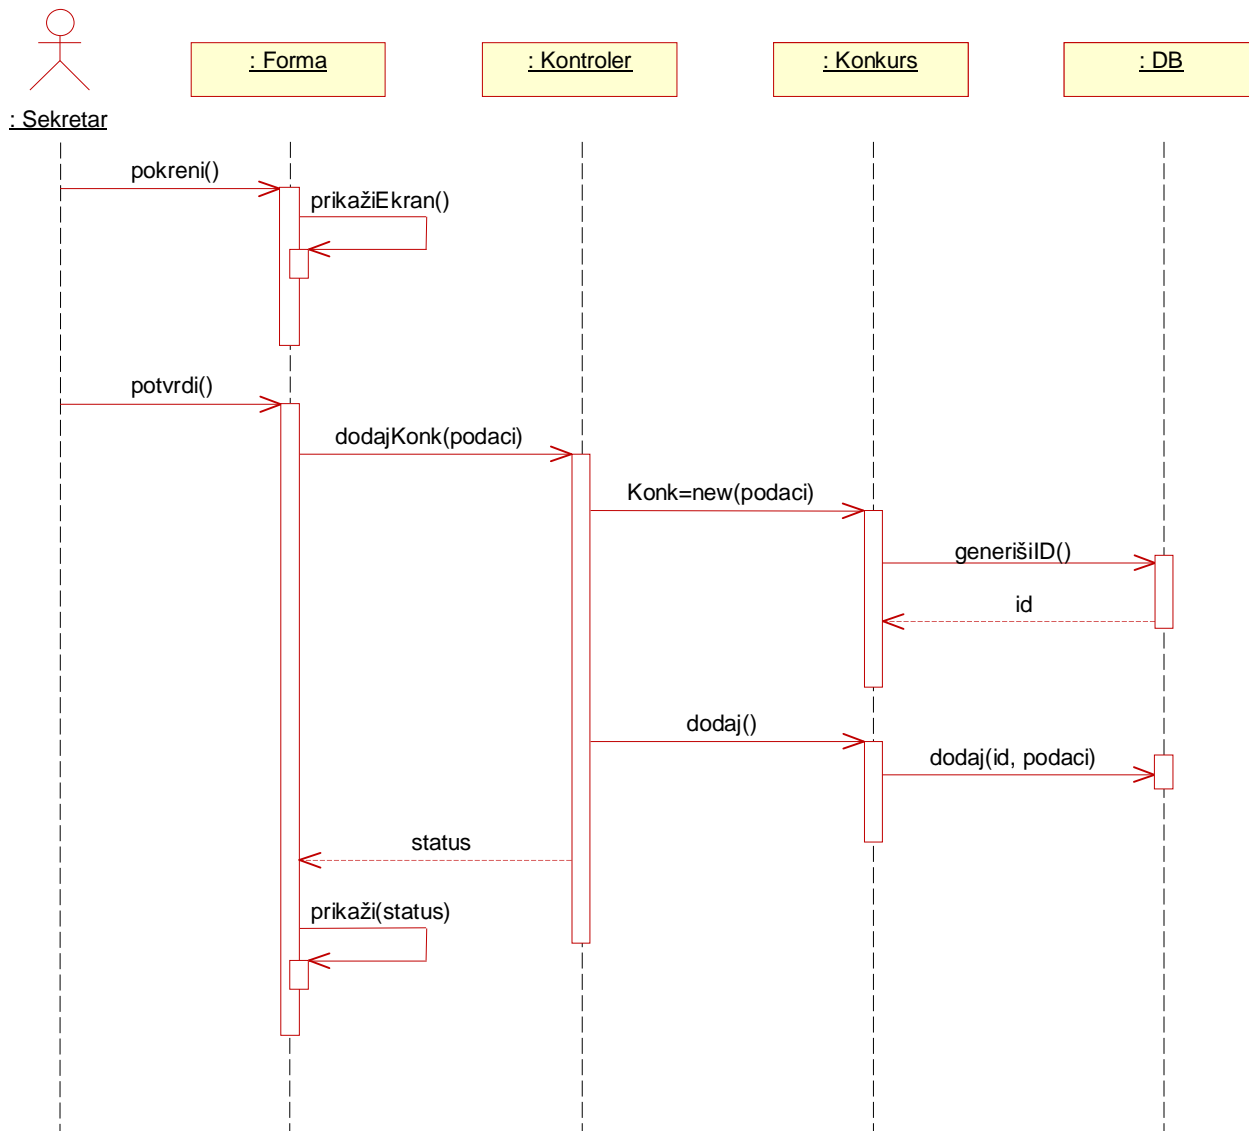 : Forma
: Kontroler
: Konkurs
: DB
: Sekretar
pokreni()
prikažiEkran()
potvrdi()
dodajKonk(podaci)
Konk=new(podaci)
generišiID()
id
dodaj()
dodaj(id, podaci)
status
prikaži(status)